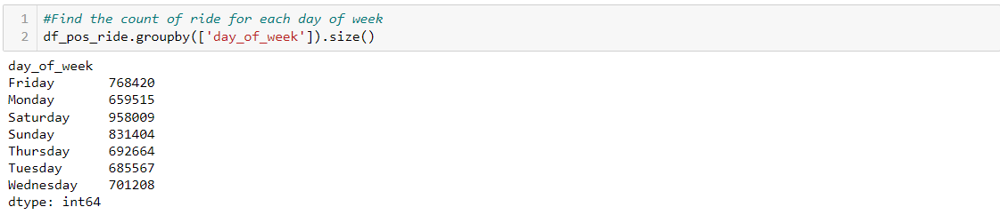 1 #Find the count of ride for each day of week
2 df_pos_ride.groupby(['day_of_week']).size()
day_of_week
Friday 768420
Monday 659515
Saturday 958009
Sunday 831404
Thursday 692664
Tuesday 685567
Wednesday 701208
dtype: int64